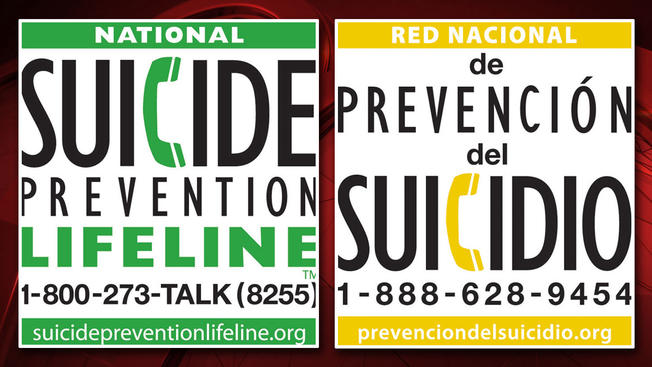 NATIONAL
SUICIDE
PREVENTION
LIFELINE
TM
1-800-273-TALK (8255)
suicidepreventionlifeline.org
RED NACIONAL
de
PREVENCIÓN
del
SUICIDIO
1-888-628-9454
prevenciondelsuicidio.org